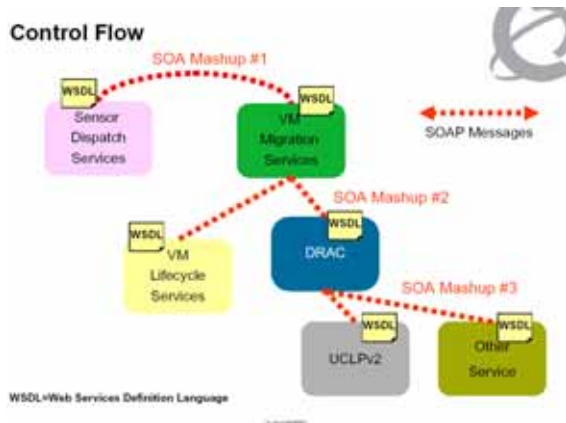 Control Flow
SOA Mashup #1
WSDL
Sensor
Dispatch
Services
WSDL
VM
Migration
Services
SOAP Messages
SOA Mashup #2
WSDL
VM
Lifecycle
Services
WSDL
DRAC
SOA Mashup #3
WSDL
UCLPv2
WSDL
Other
Service
WSDL=Web Services Definition Language